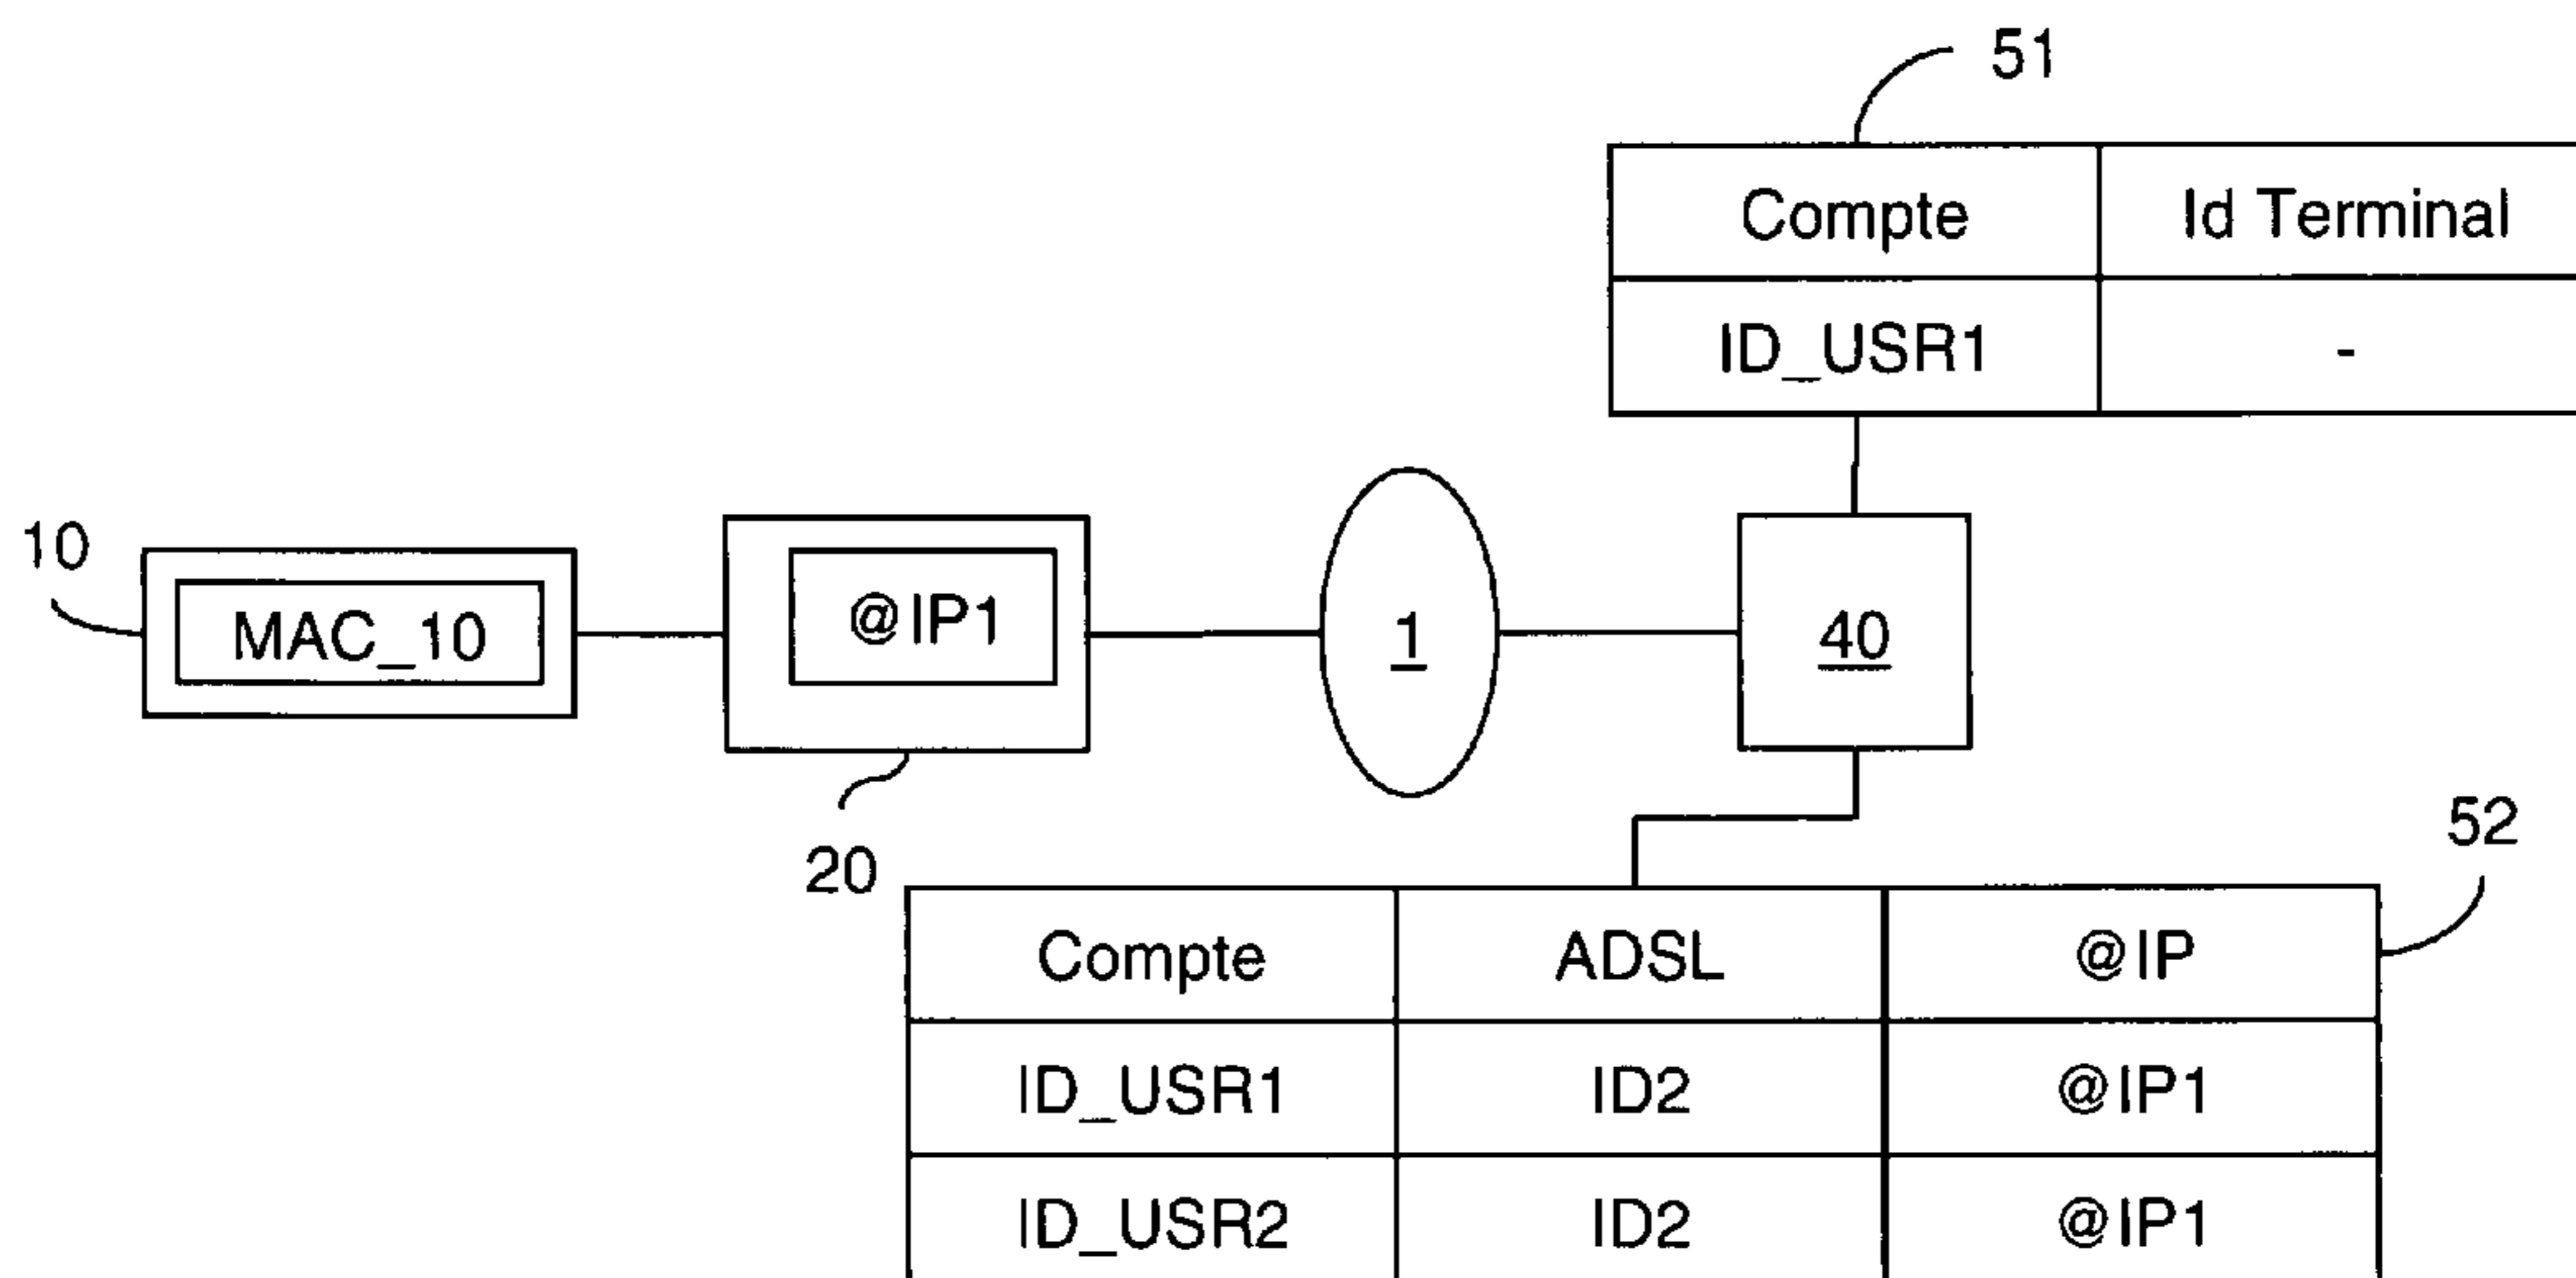 51
Compte Id Terminal
ID_USR1 -
10
MAC_10
@IP1
1
40
20
52
Compte ADSL @IP
ID_USR1 ID2 @IP1
ID_USR2 ID2 @IP1